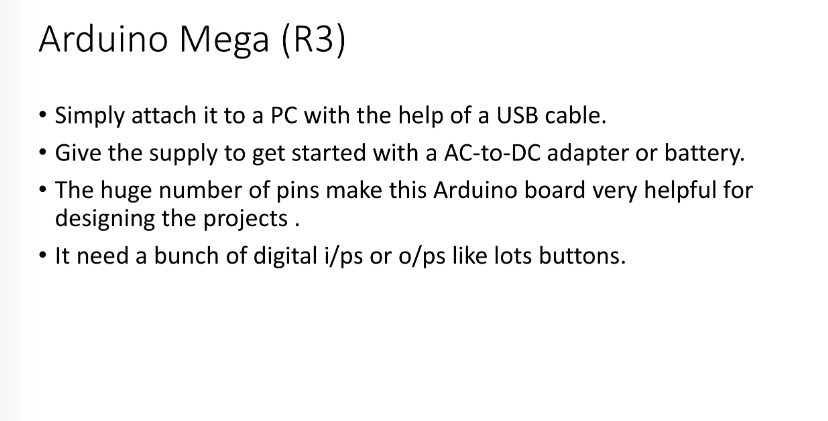 Arduino Mega (R3)
• Simply attach it to a PC with the help of a USB cable.
• Give the supply to get started with a AC-to-DC adapter or battery.
• The huge number of pins make this Arduino board very helpful for
designing the projects .
• It need a bunch of digital i/ps or o/ps like lots buttons.